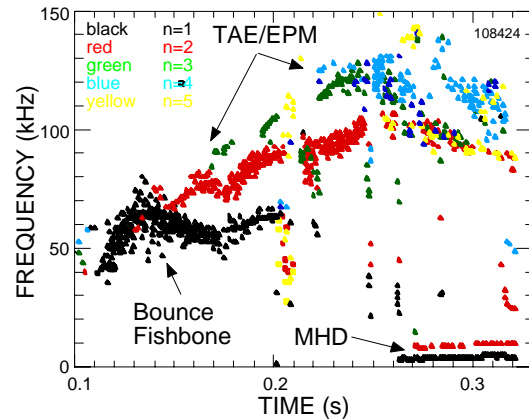 150
100
50
0
FREQUENCY (kHz)
black n=1
red n=2
green n=3
blue n=4
yellow n=5
TAE/EPM
108424
Bounce
Fishbone
MHD
0.1
0.2
0.3
TIME (s)